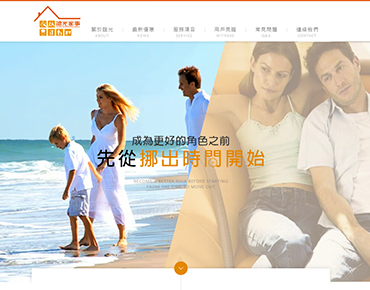 陽光家事
關於陽光
ABOUT
最新優惠
NEWS
服務項目
SERVICE
用戶見證
WITNESS
常見問題
Q&A
連絡我們
CONTACT
成為更好的角色之前
先從挪出時間開始